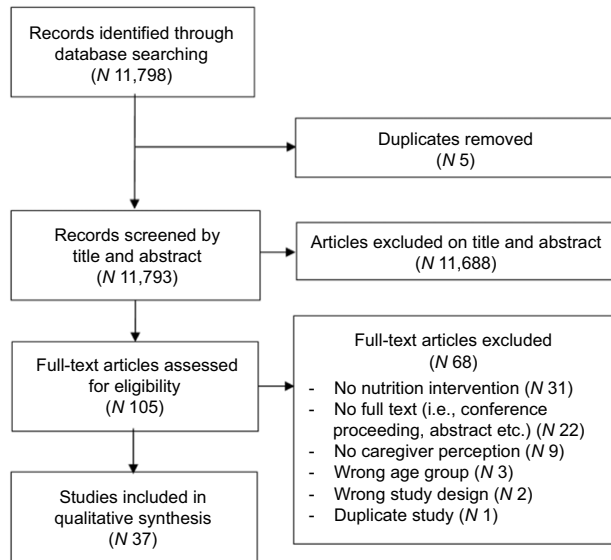 Records identified through
database searching
(N 11,798)
Duplicates removed
(N 5)
Records screened by
title and abstract
(N 11,793)
Articles excluded on title and abstract
(N 11,688)
Full-text articles assessed
for eligibility
(N 105)
Full-text articles excluded
(N 68)
- No nutrition intervention (N 31)
- No full text (i.e., conference
proceeding, abstract etc.) (N 22)
- No caregiver perception (N 9)
- Wrong age group (N 3)
- Wrong study design (N 2)
- Duplicate study (N 1)
Studies included in
qualitative synthesis
(N 37)